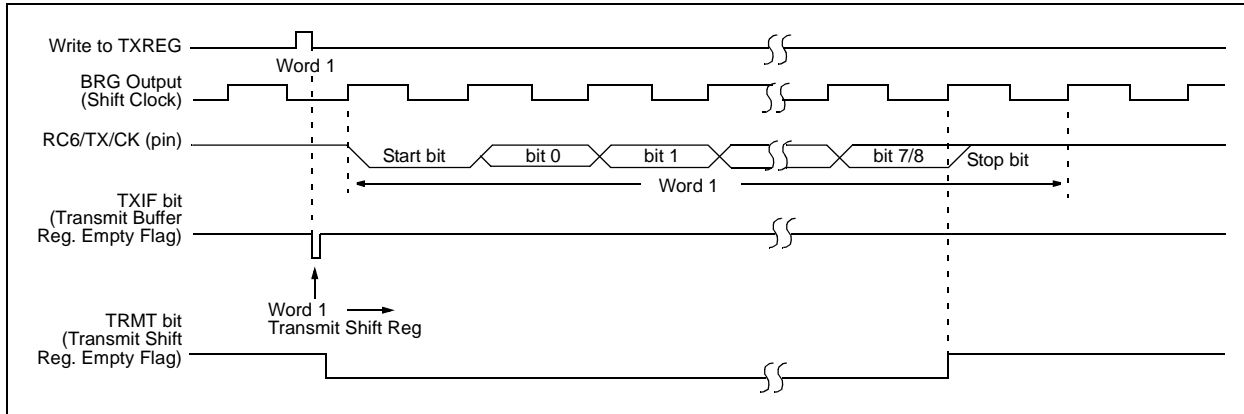 Write to TXREG
Word 1
BRG Output
(Shift Clock)
RC6/TX/CK (pin)
Start bit
bit 0
bit 1
bit 7/8
Stop bit
Word 1
TXIF bit
(Transmit Buffer
Reg. Empty Flag)
Word 1
Transmit Shift Reg
TRMT bit
(Transmit Shift
Reg. Empty Flag)